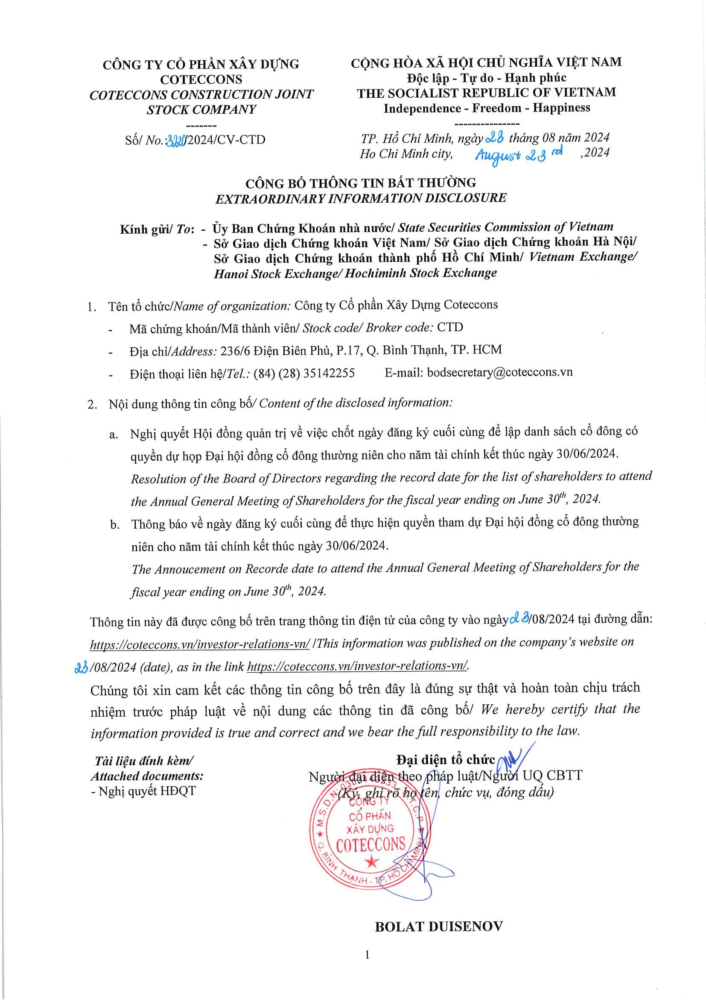 CÔNG TY CỔ PHẦN XÂY DỰNG
COTECCONS
COTECCONS CONSTRUCTION JOINT
STOCK COMPANY
-------
Số/ No.:3220/2024/CV-CTD
CỘNG HÒA XÃ HỘI CHỦ NGHĨA VIỆT NAM
Độc lập - Tự do - Hạnh phúc
THE SOCIALIST REPUBLIC OF VIETNAM
Independence - Freedom - Happiness
---------------
TP. Hồ Chí Minh, ngày 23 tháng 08 năm 2024
Ho Chi Minh city, August 23rd ,2024
CÔNG BỐ THÔNG TIN BẤT THƯỜNG
EXTRAORDINARY INFORMATION DISCLOSURE
Kính gửi/ To: - Ủy Ban Chứng Khoán nhà nước/ State Securities Commission of Vietnam
- Sở Giao dịch Chứng khoán Việt Nam/ Sở Giao dịch Chứng khoán Hà Nội/
Sở Giao dịch Chứng khoán thành phố Hồ Chí Minh/ Vietnam Exchange/
Hanoi Stock Exchange/ Hochiminh Stock Exchange
1. Tên tổ chức/Name of organization: Công ty Cổ phần Xây Dựng Coteccons
- Mã chứng khoán/Mã thành viên/ Stock code/ Broker code: CTD
- Địa chỉ/Address: 236/6 Điện Biên Phủ, P.17, Q. Bình Thạnh, TP. HCM
- Điện thoại liên hệ/Tel.: (84) (28) 35142255 E-mail: bodsecretary@coteccons.vn
2. Nội dung thông tin công bố/ Content of the disclosed information:
a. Nghị quyết Hội đồng quản trị về việc chốt ngày đăng ký cuối cùng để lập danh sách cổ đông có
quyền dự họp Đại hội đồng cổ đông thường niên cho năm tài chính kết thúc ngày 30/06/2024.
Resolution of the Board of Directors regarding the record date for the list of shareholders to attend
the Annual General Meeting of Shareholders for the fiscal year ending on June 30th, 2024.
b. Thông báo về ngày đăng ký cuối cùng để thực hiện quyền tham dự Đại hội đồng cổ đông thường
niên cho năm tài chính kết thúc ngày 30/06/2024.
The Annoucement on Recorde date to attend the Annual General Meeting of Shareholders for the
fiscal year ending on June 30th, 2024.
Thông tin này đã được công bố trên trang thông tin điện tử của công ty vào ngày 23/08/2024 tại đường dẫn:
https://coteccons.vn/investor-relations-vn/ /This information was published on the company's website on
23/08/2024 (date), as in the link https://coteccons.vn/investor-relations-vn/.
Chúng tôi xin cam kết các thông tin công bố trên đây là đúng sự thật và hoàn toàn chịu trách
nhiệm trước pháp luật về nội dung các thông tin đã công bố/ We hereby certify that the
information provided is true and correct and we bear the full responsibility to the law.
Tài liệu đính kèm/
Attached documents:
- Nghị quyết HĐQT
Đại diện tổ chức
Người đại diện theo pháp luật/Người UQ CBTT
(Ký, ghi rõ họ tên, chức vụ, đóng dấu)
CÔNG TY
CỔ PHẦN
XÂY DỰNG
COTECCONS
Q. BÌNH THẠNH - TP. HỒ CHÍ MINH
BOLAT DUISENOV
1